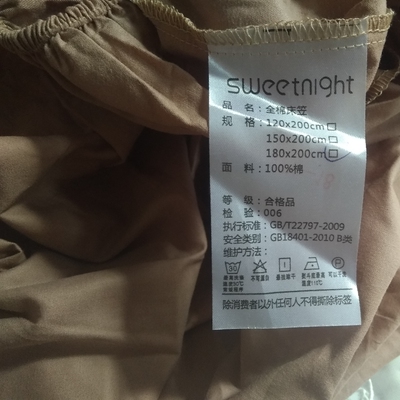 sweetnight
品 名：全棉床笠
规 格：120x200cm□
150x200cm□
180x200cm□
面 料：100%棉
等 级：合格品
检 验：006
执行标准：GB/T22797-2009
安全类别：GB18401-2010 B类
维护方法：
30
除消费者以外任何人不得撕除标签